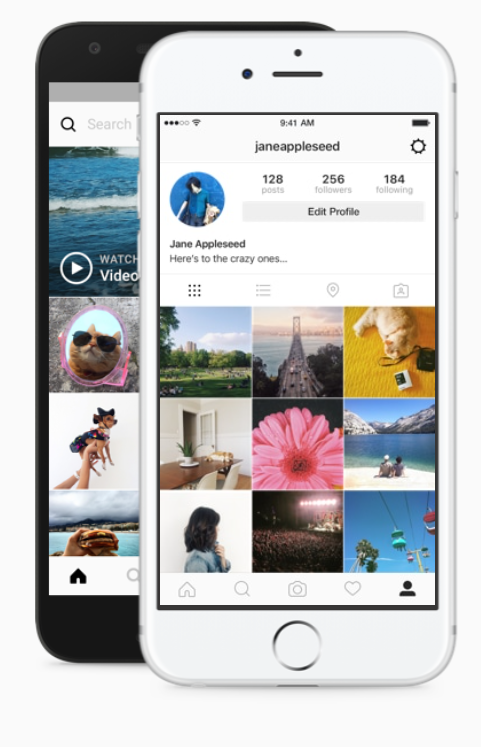 Search
WATCH
Video
9:41 AM
janeappleseed
128 256 184
posts followers following
Edit Profile
Jane Appleseed
Here's to the crazy ones...